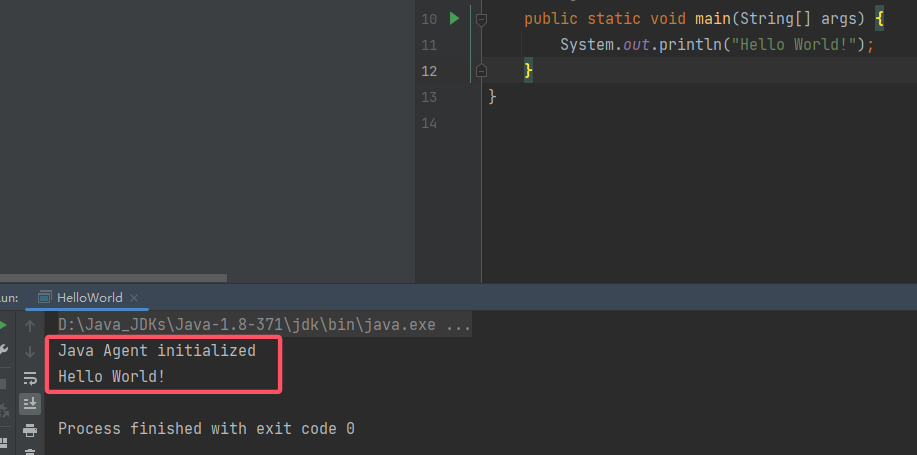 10 public static void main(String[] args) {
11 System.out.println("Hello World!");
12 }
13 }
14
un: HelloWorld ×
D:\Java_JDKs\Java-1.8-371\jdk\bin\java.exe ...
Java Agent initialized
Hello World!
Process finished with exit code 0